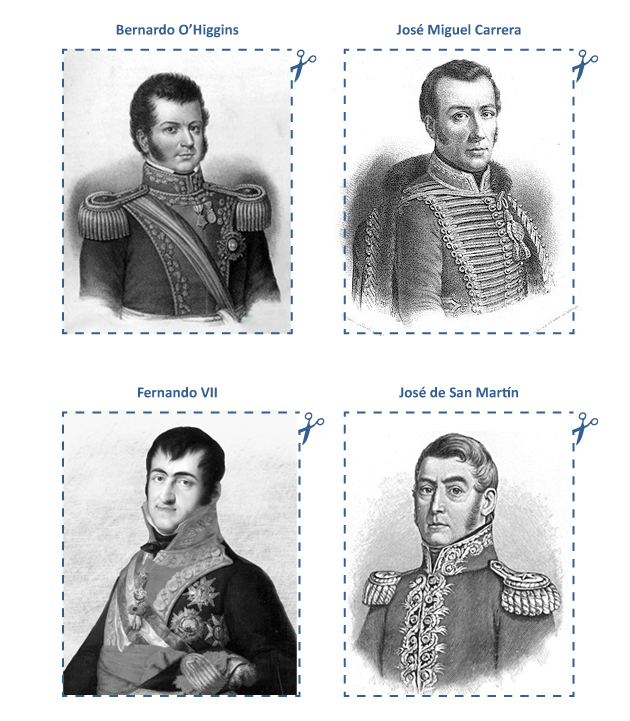 Bernardo O’Higgins
José Miguel Carrera
Fernando VII
José de San Martín